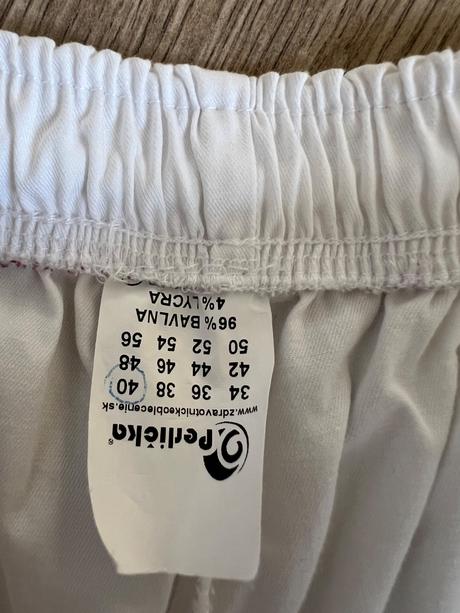 Perlička®
www.zdravotnickeoblecenie.sk
34 36 38 40
42 44 46 48
50 52 54 56
96% BAVLNA
4% LYCRA